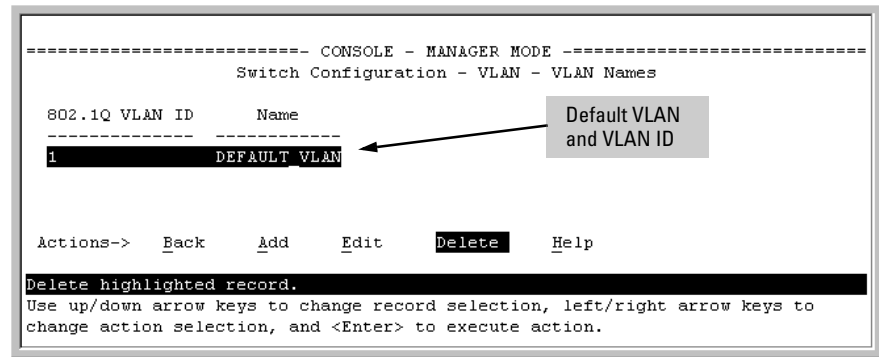 ==========================- CONSOLE - MANAGER MODE -============================
Switch Configuration - VLAN - VLAN Names
802.1Q VLAN ID Name
-------------- ------------
1 DEFAULT_VLAN
Default VLAN
and VLAN ID
Actions-> Back Add Edit Delete Help
Delete highlighted record.
Use up/down arrow keys to change record selection, left/right arrow keys to
change action selection, and <Enter> to execute action.